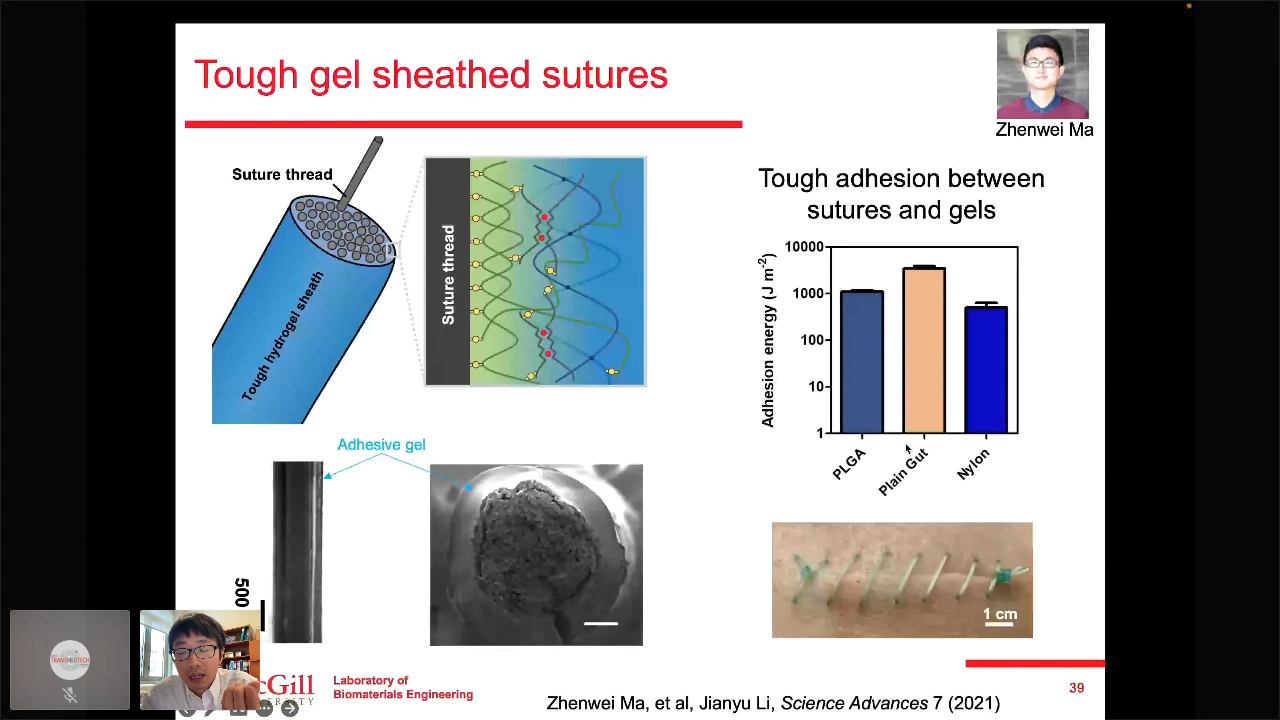 Tough gel sheathed sutures
Zhenwei Ma
Suture thread
Tough hydrogel sheath
Suture thread
Tough adhesion between
sutures and gels
Adhesion energy (J m-2)
10000
1000
100
10
1
PLGA
Plain Gut
Nylon
Adhesive gel
500
1 cm
TRANSMEDTECH
Gill
Laboratory of
Biomaterials Engineering
39
Zhenwei Ma, et al, Jianyu Li, Science Advances 7 (2021)